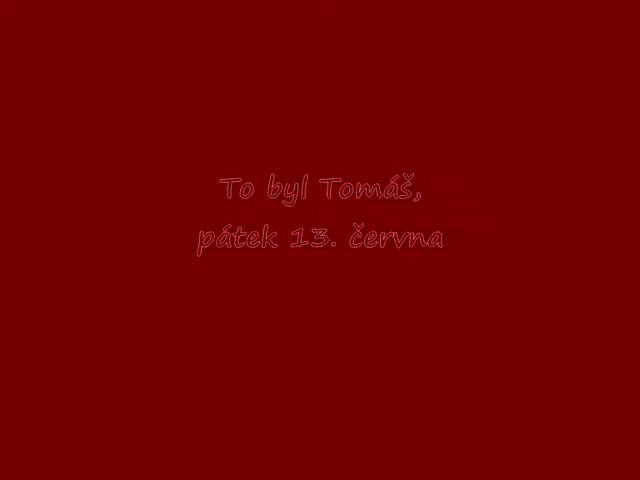 To byl Tomáš,
pátek 13. června